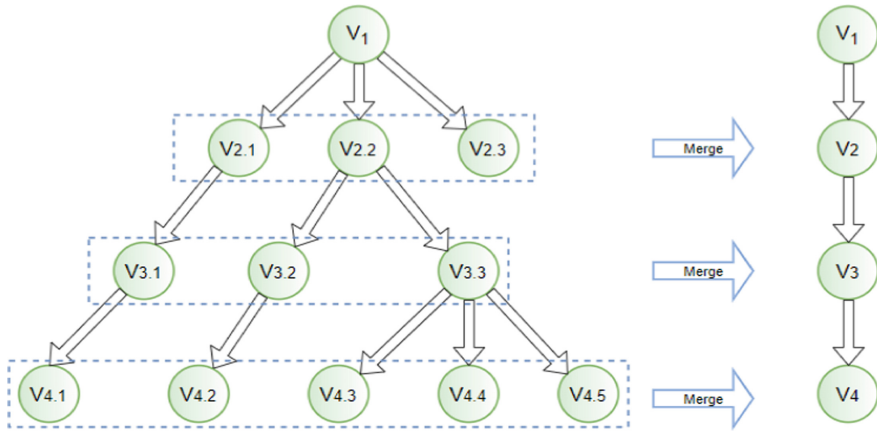 V1 V1
V2.1 V2.2 V2.3 Merge V2
V3.1 V3.2 V3.3 Merge V3
V4.1 V4.2 V4.3 V4.4 V4.5 Merge V4